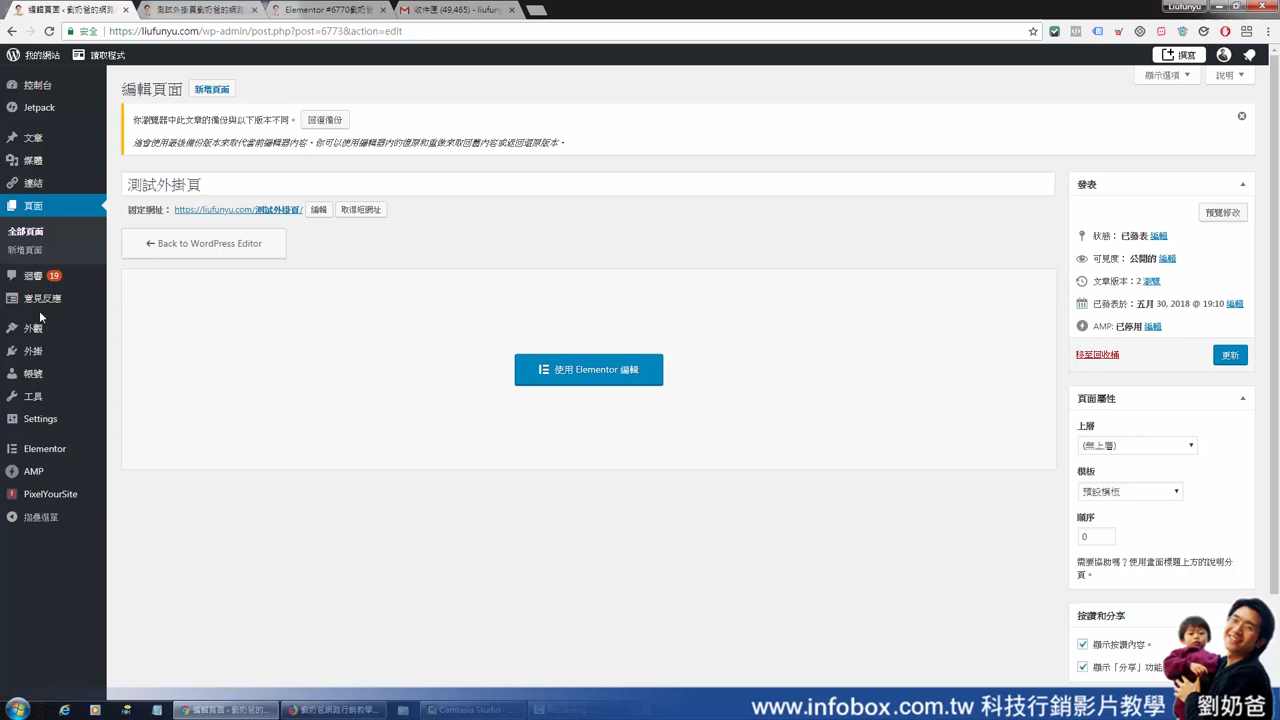 編輯頁面 ‹ 劉奶爸的網
測試外掛頁劉奶爸的網路
Elementor #6770劉奶爸
收件匣 (49,465) - liufuny
Liufunyu
安全
https://liufunyu.com/wp-admin/post.php?post=6773&action=edit
我的網站
讀取程式
撰寫
控制台
Jetpack
文章
媒體
連結
頁面
全部頁面
新增頁面
迴響 19
意見反應
外觀
外掛
帳號
工具
Settings
Elementor
AMP
PixelYourSite
摺疊選單
顯示選項 ▼
說明 ▼
編輯頁面
新增頁面
你瀏覽器中此文章的備份與以下版本不同。
回復備份
這會使用最後備份版本來取代當前編輯器內容。你可以使用編輯器內的復原和重做來取回舊內容或返回還原版本。
測試外掛頁
固定網址： https://liufunyu.com/測試外掛頁/ 編輯 取得短網址
← Back to WordPress Editor
使用 Elementor 編輯
發表
預覽修改
狀態： 已發表 編輯
可見度： 公開的 編輯
文章版本：2 瀏覽
已發表於： 五月 30, 2018 @ 19:10 編輯
AMP: 已停用 編輯
移至回收桶
更新
頁面屬性
上層
(無上層)
模板
預設模板
順序
0
需要協助嗎？使用畫面標題上方的說明分
頁。
按讚和分享
顯示按讚內容。
顯示「分享」功能
編輯頁面 ‹ 劉奶爸的...
劉奶爸網路行銷教學...
Camtasia Studio -...
Recording...
www.infobox.com.tw 科技行銷影片教學
劉奶爸